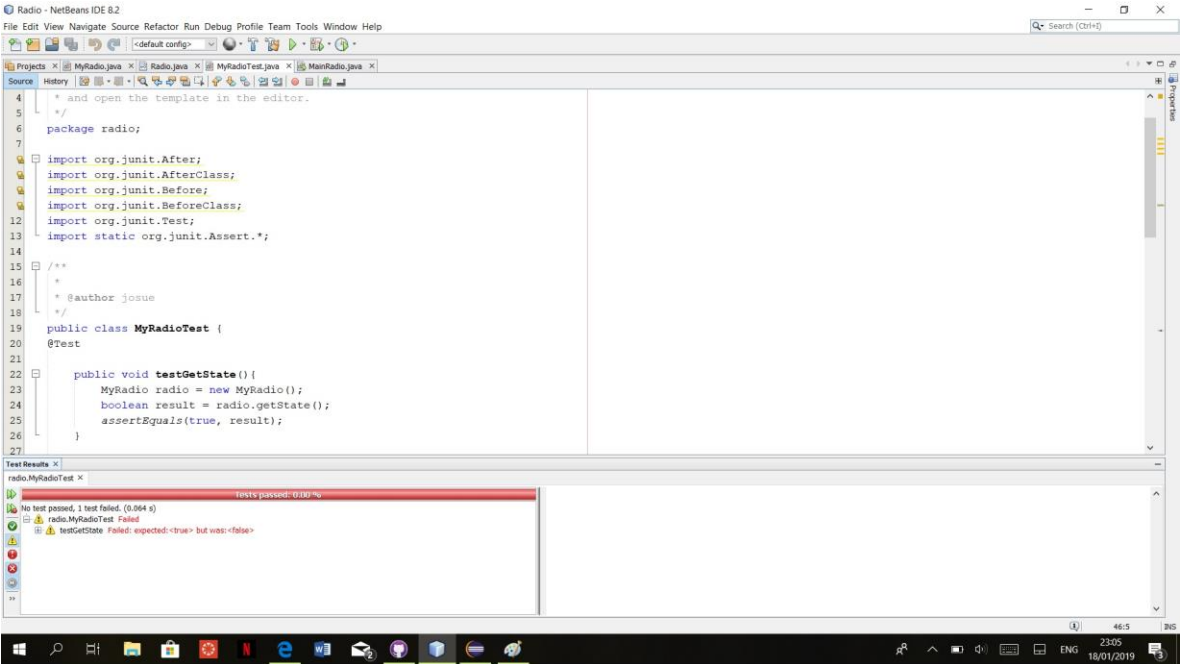 Radio - NetBeans IDE 8.2
File Edit View Navigate Source Refactor Run Debug Profile Team Tools Window Help
Search (Ctrl+I)
<default config>
Projects MyRadio.java Radio.java MyRadioTest.java MainRadio.java
Source History
Properties
4 * and open the template in the editor.
5 */
6 package radio;
7
import org.junit.After;
import org.junit.AfterClass;
import org.junit.Before;
import org.junit.BeforeClass;
12 import org.junit.Test;
13 import static org.junit.Assert.*;
14
15 /**
16 *
17 * @author josue
18 */
19 public class MyRadioTest {
20 @Test
21
22 public void testGetState(){
23 MyRadio radio = new MyRadio();
24 boolean result = radio.getState();
25 assertEquals(true, result);
26 }
27
Test Results
radio.MyRadioTest
Tests passed: 0.00 %
No test passed, 1 test failed. (0.064 s)
radio.MyRadioTest Failed
testGetState Failed: expected:<true> but was:<false>
46:5 INS
ENG
23:05
18/01/2019